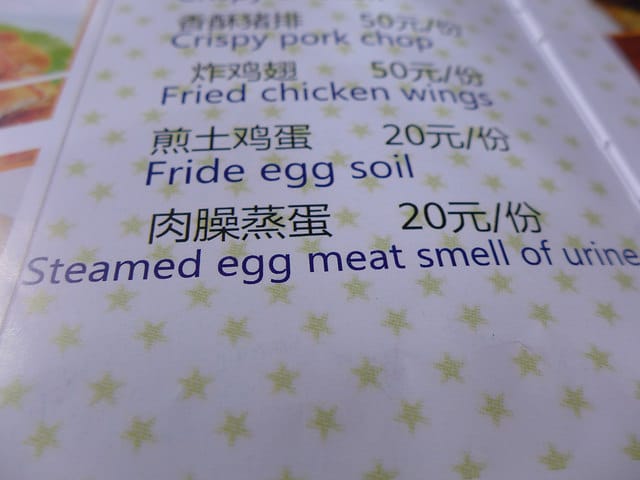 香酥猪排 50元/份
Crispy pork chop
炸鸡翅 50元/份
Fried chicken wings
煎土鸡蛋 20元/份
Fride egg soil
肉臊蒸蛋 20元/份
Steamed egg meat smell of urine